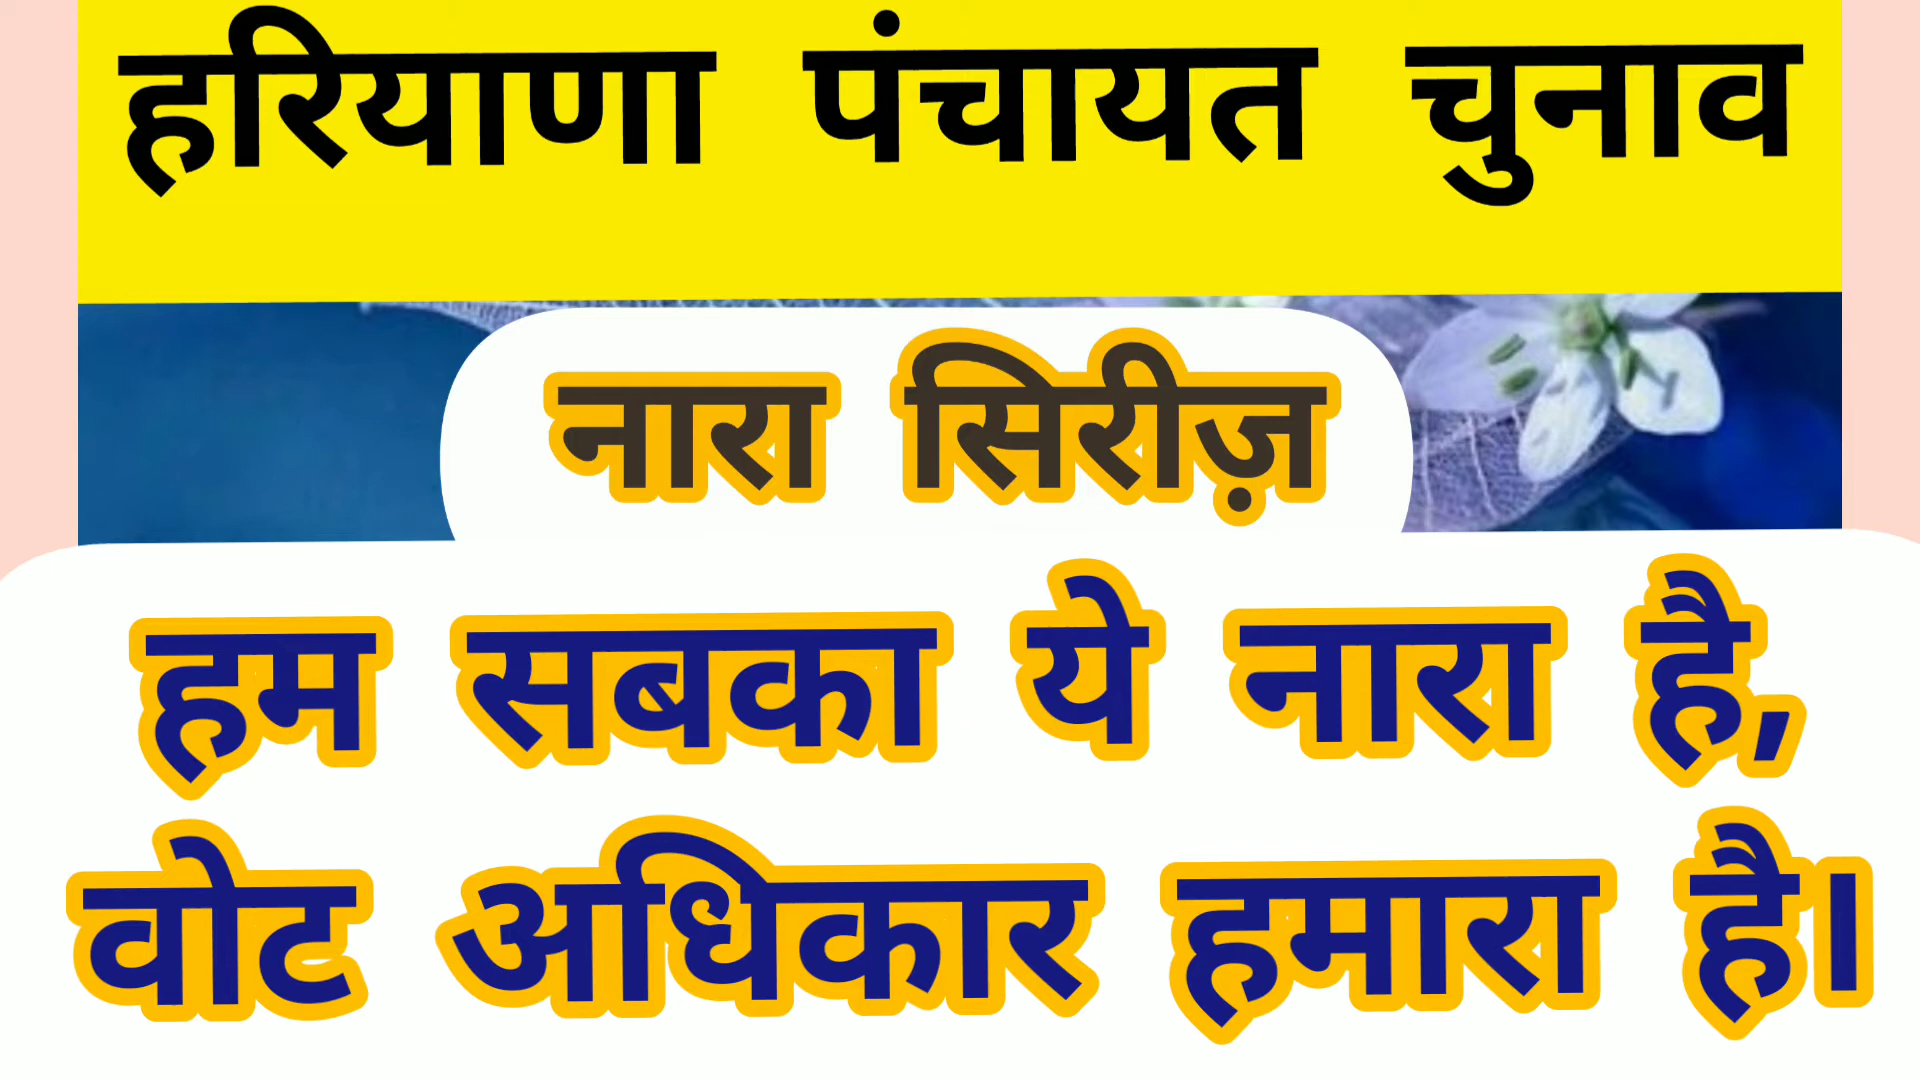 हरियाणा पंचायत चुनाव
नारा सिरीज़
हम सबका ये नारा है,
वोट अधिकार हमारा है।